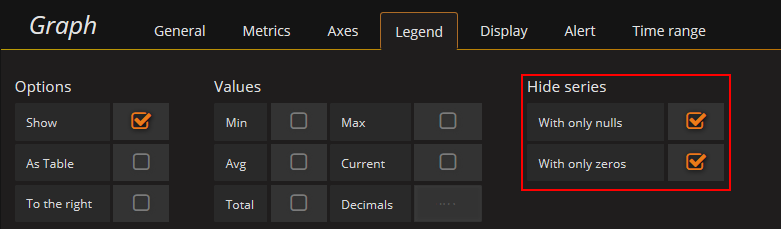 Graph General Metrics Axes Legend Display Alert Time range
Options Values Hide series
Show Min Max With only nulls
As Table Avg Current With only zeros
To the right Total Decimals ....